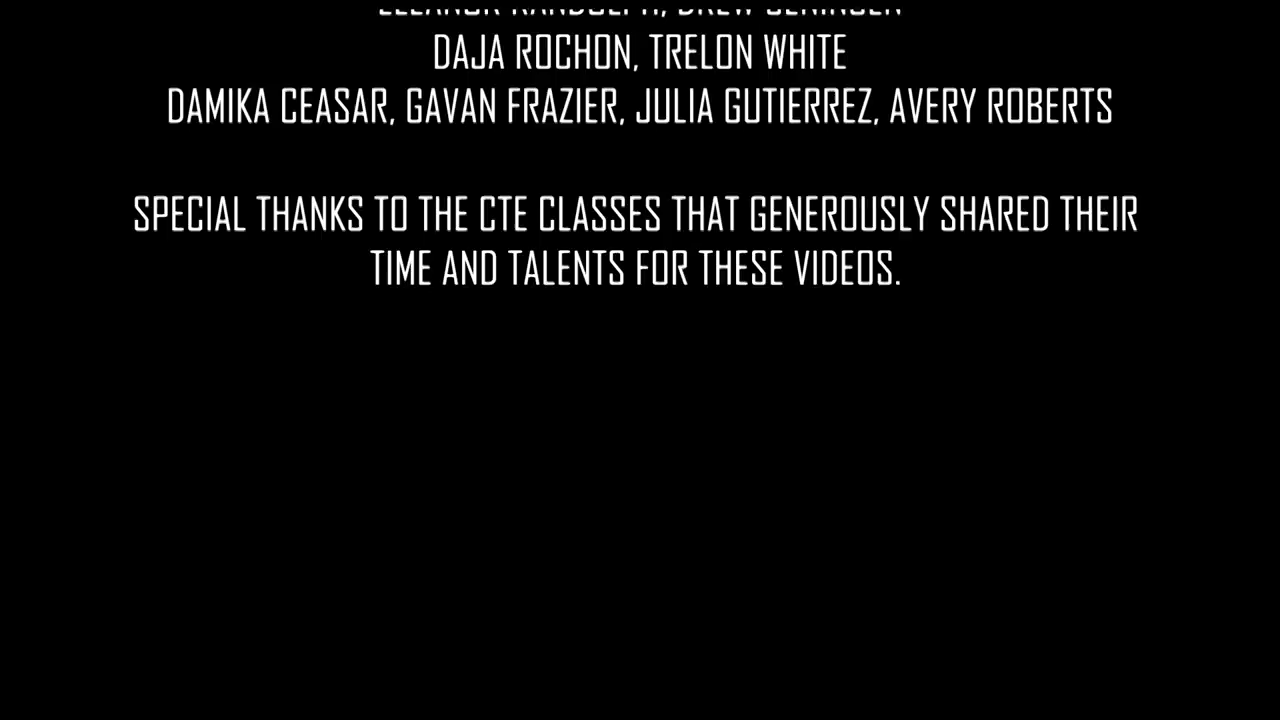 DAJA ROCHON, TRELON WHITE
DAMIKA CEASAR, GAVAN FRAZIER, JULIA GUTIERREZ, AVERY ROBERTS
SPECIAL THANKS TO THE CTE CLASSES THAT GENEROUSLY SHARED THEIR
TIME AND TALENTS FOR THESE VIDEOS.